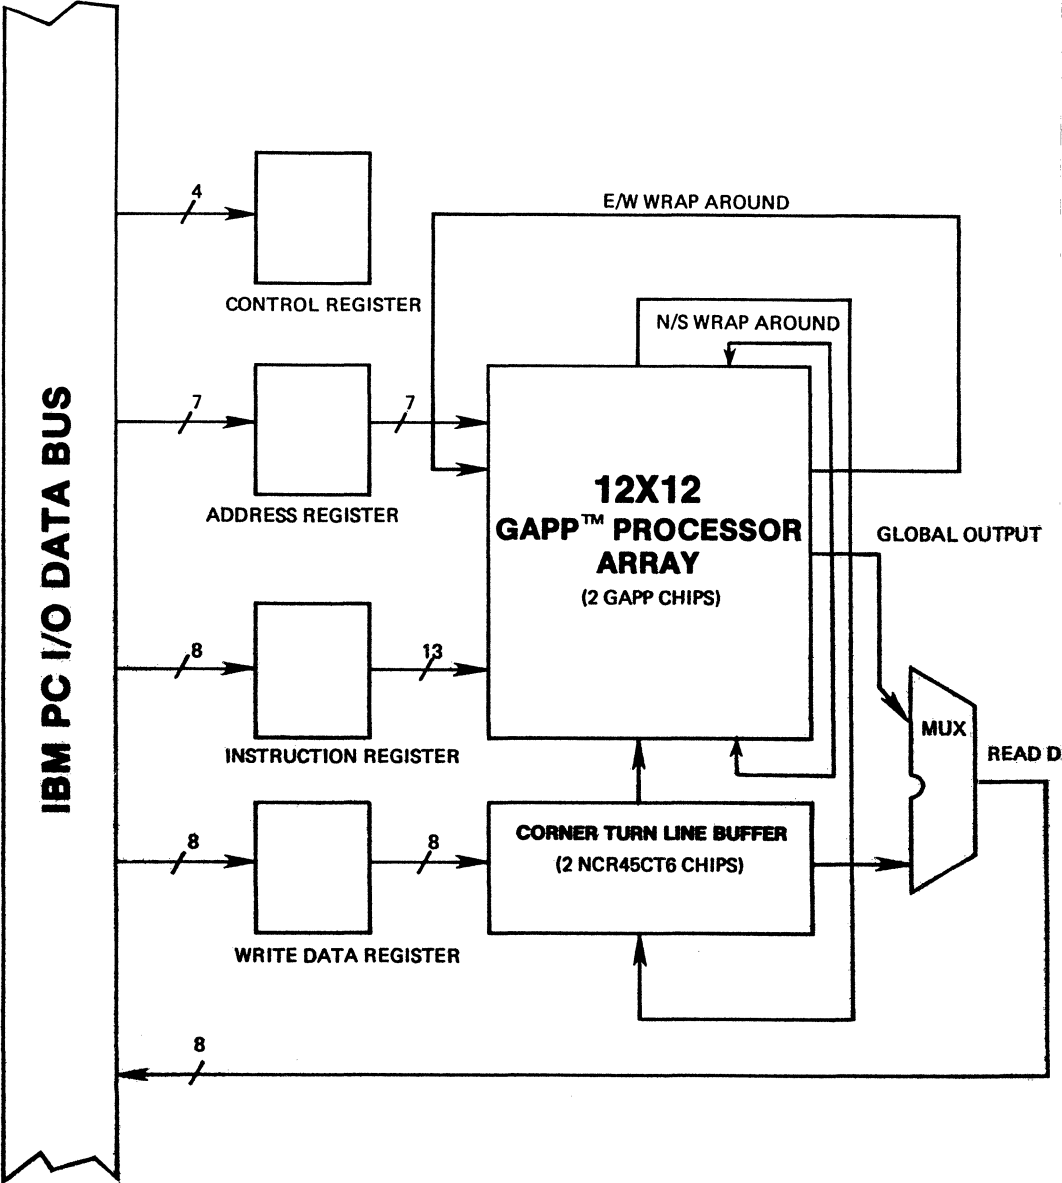 4
E/W WRAP AROUND
CONTROL REGISTER
N/S WRAP AROUND
7
7
ADDRESS REGISTER
IBM PC I/O DATA BUS
12X12
GAPP™ PROCESSOR
ARRAY
(2 GAPP CHIPS)
GLOBAL OUTPUT
8
13
INSTRUCTION REGISTER
MUX
READ D
8
8
CORNER TURN LINE BUFFER
(2 NCR45CT6 CHIPS)
WRITE DATA REGISTER
8